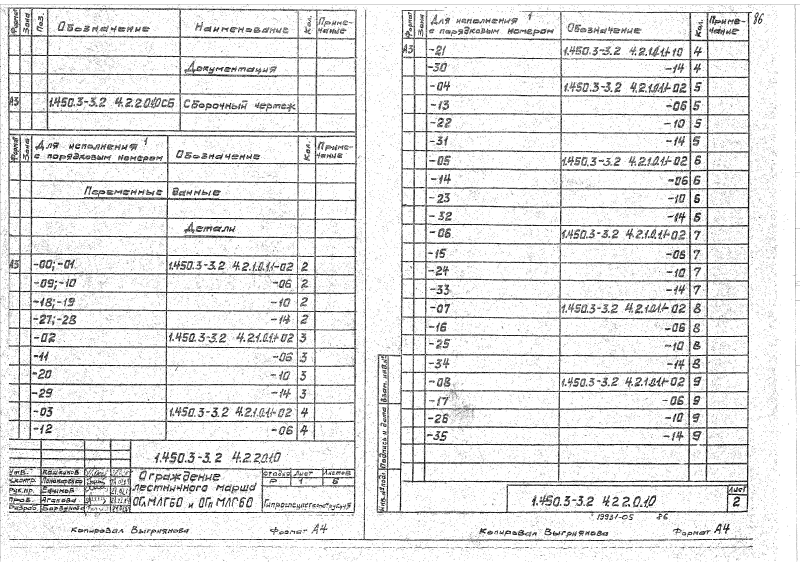 Формат Зона Поз. Обозначение Наименование Кол. Примечание
Документация
А3 1.450.3-3.2 4.2.2.0.10СБ Сборочный чертеж
Формат Зона Для исполнения 1 с порядковым номером Обозначение Кол. Примечание
Переменные данные
Детали
А3 -00; -01 1.450.3-3.2 4.2.1.0.1.1-02 2
-09; -10 -06 2
-18; -19 -10 2
-27; -28 -14 2
-02 1.450.3-3.2 4.2.1.0.1.1-02 3
-11 -06 3
-20 -10 3
-29 -14 3
-03 1.450.3-3.2 4.2.1.0.1.1-02 4
-12 -06 4
1.450.3-3.2 4.2.2.0.10
Ограждение
лестничного марша
ОГл МЛГБО и ОГп МЛГБО
Стадия Лист Листов
Р 1 6
Утв.
Н.контр.
Рук.пр. Ефимов
Пров. Агапова
Разраб.
Копировал Выгриянова Формат А4
86
Формат Зона Для исполнения 1 с порядковым номером Обозначение Кол. Примечание
А3 -21 1.450.3-3.2 4.2.1.0.1.1-10 4
-30 -14 4
-04 1.450.3-3.2 4.2.1.0.1.1-02 5
-13 -06 5
-22 -10 5
-31 -14 5
-05 1.450.3-3.2 4.2.1.0.1.1-02 6
-14 -06 6
-23 -10 6
-32 -14 6
-06 1.450.3-3.2 4.2.1.0.1.1-02 7
-15 -06 7
-24 -10 7
-33 -14 7
-07 1.450.3-3.2 4.2.1.0.1.1-02 8
-16 -06 8
-25 -10 8
-34 -14 8
-08 1.450.3-3.2 4.2.1.0.1.1-02 9
-17 -06 9
-26 -10 9
-35 -14 9
Инв.№подл. Подпись и дата Взам. инв.№
1.450.3-3.2 4.2.2.0.10
Лист
2
19931-05 86
Копировал Выгриянова Формат А4